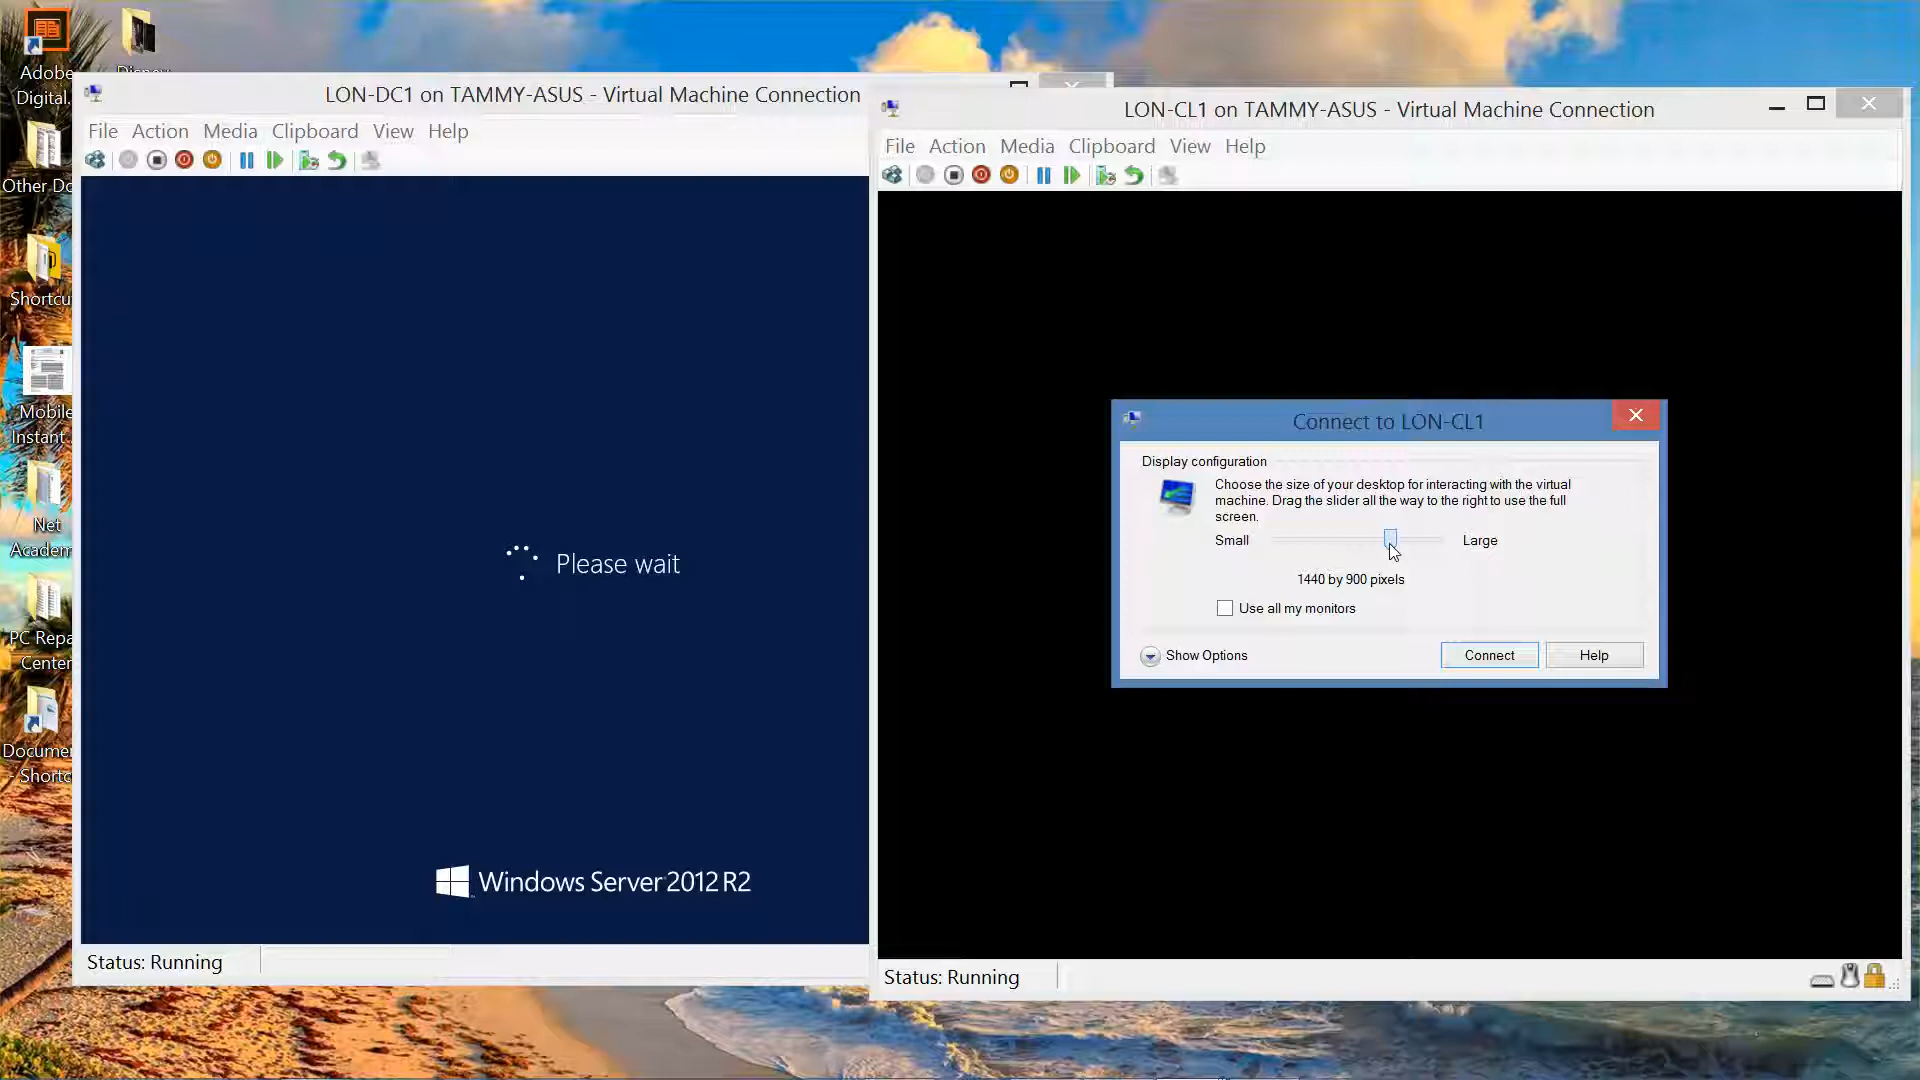 Adobe
Digital.
Other Do
Shortcu
Mobile
Instant
Net
Academ
PC Repa
Center
Docume
- Shortc
LON-DC1 on TAMMY-ASUS - Virtual Machine Connection
File Action Media Clipboard View Help
Please wait
Windows Server 2012 R2
Status: Running
LON-CL1 on TAMMY-ASUS - Virtual Machine Connection
File Action Media Clipboard View Help
Connect to LON-CL1
Display configuration
Choose the size of your desktop for interacting with the virtual
machine. Drag the slider all the way to the right to use the full
screen.
Small Large
1440 by 900 pixels
Use all my monitors
Show Options Connect Help
Status: Running